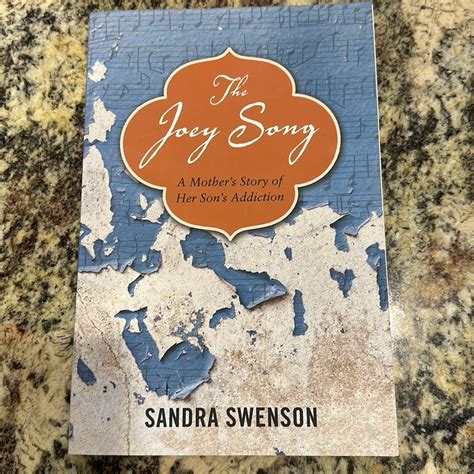 The
Joey Song
A Mother's Story of
Her Son's Addiction
SANDRA SWENSON